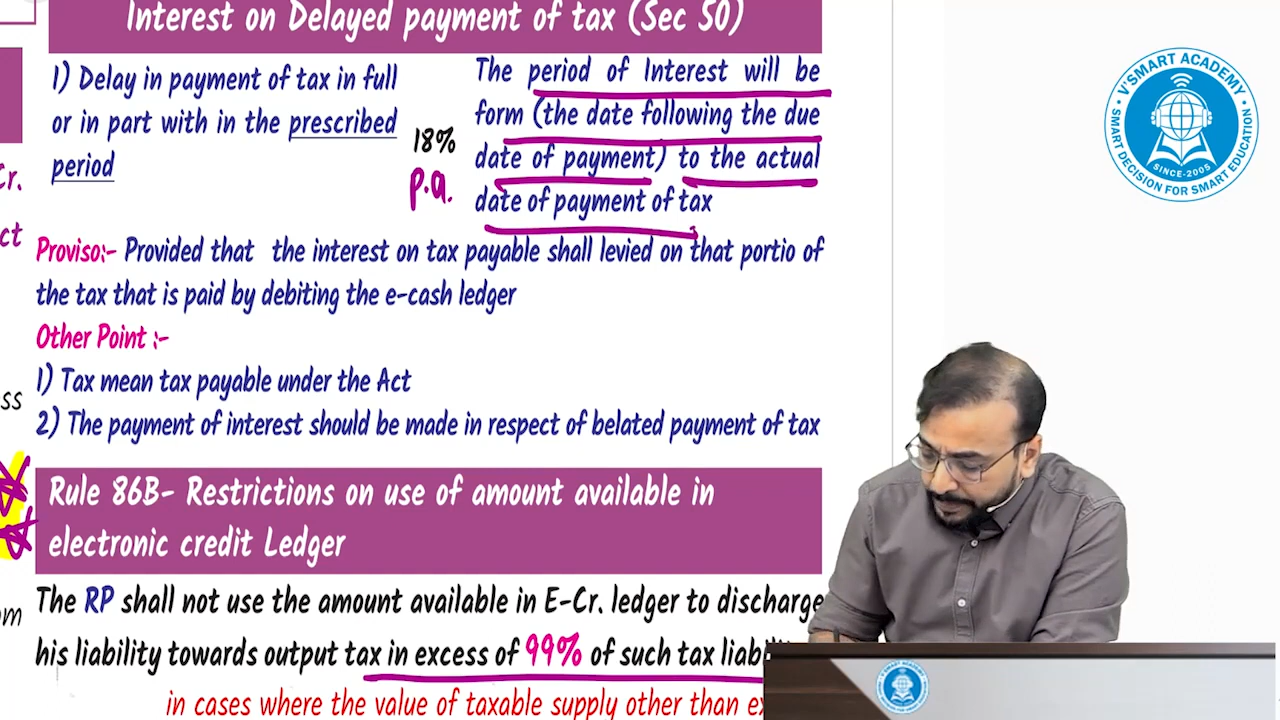 Interest on Delayed payment of tax (Sec 50)
1) Delay in payment of tax in full
or in part with in the prescribed
period
18%
p.a.
The period of Interest will be
form (the date following the due
date of payment) to the actual
date of payment of tax
Cr.
ct
Proviso:- Provided that the interest on tax payable shall levied on that portio of
the tax that is paid by debiting the e-cash ledger
Other Point :-
1) Tax mean tax payable under the Act
ss
2) The payment of interest should be made in respect of belated payment of tax
Rule 86B- Restrictions on use of amount available in
electronic credit Ledger
The RP shall not use the amount available in E-Cr. ledger to discharge
om
his liability towards output tax in excess of 99% of such tax liabi
in cases where the value of taxable supply other than ex
V'SMART ACADEMY
SINCE-2005
SMART DECISION FOR SMART EDUCATION